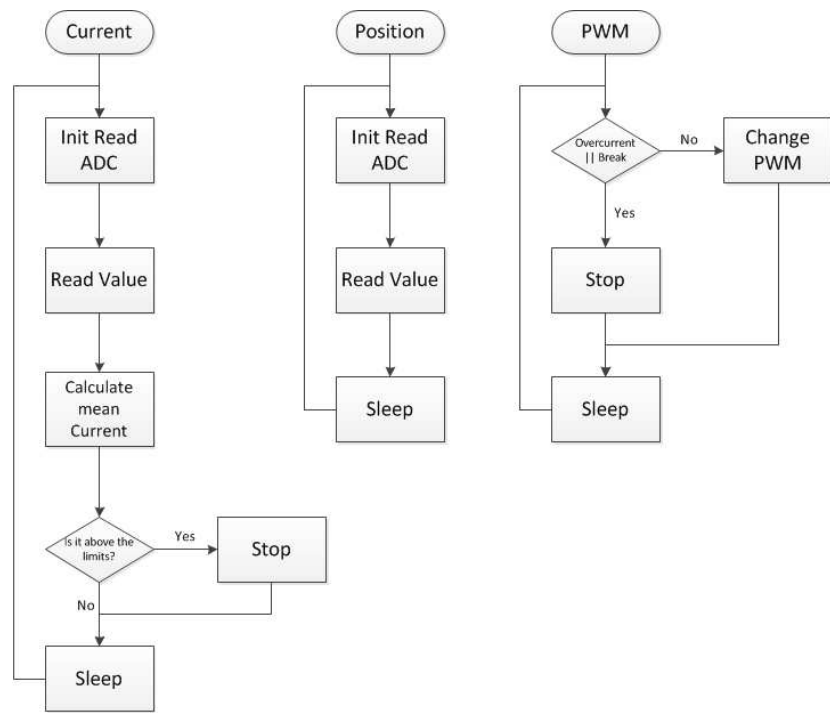 Current
Init Read
ADC
Read Value
Calculate
mean
Current
Is it above the
limits?
Yes
Stop
No
Sleep
Position
Init Read
ADC
Read Value
Sleep
PWM
Overcurrent
|| Break
No
Change
PWM
Yes
Stop
Sleep